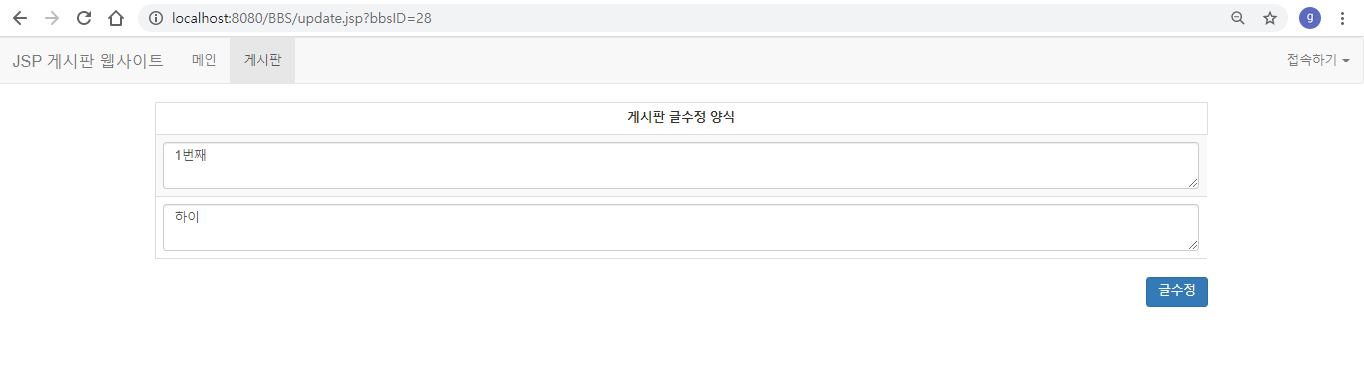 localhost:8080/BBS/update.jsp?bbsID=28
g
JSP 게시판 웹사이트 메인 게시판 접속하기
게시판 글수정 양식
1번째
하이
글수정